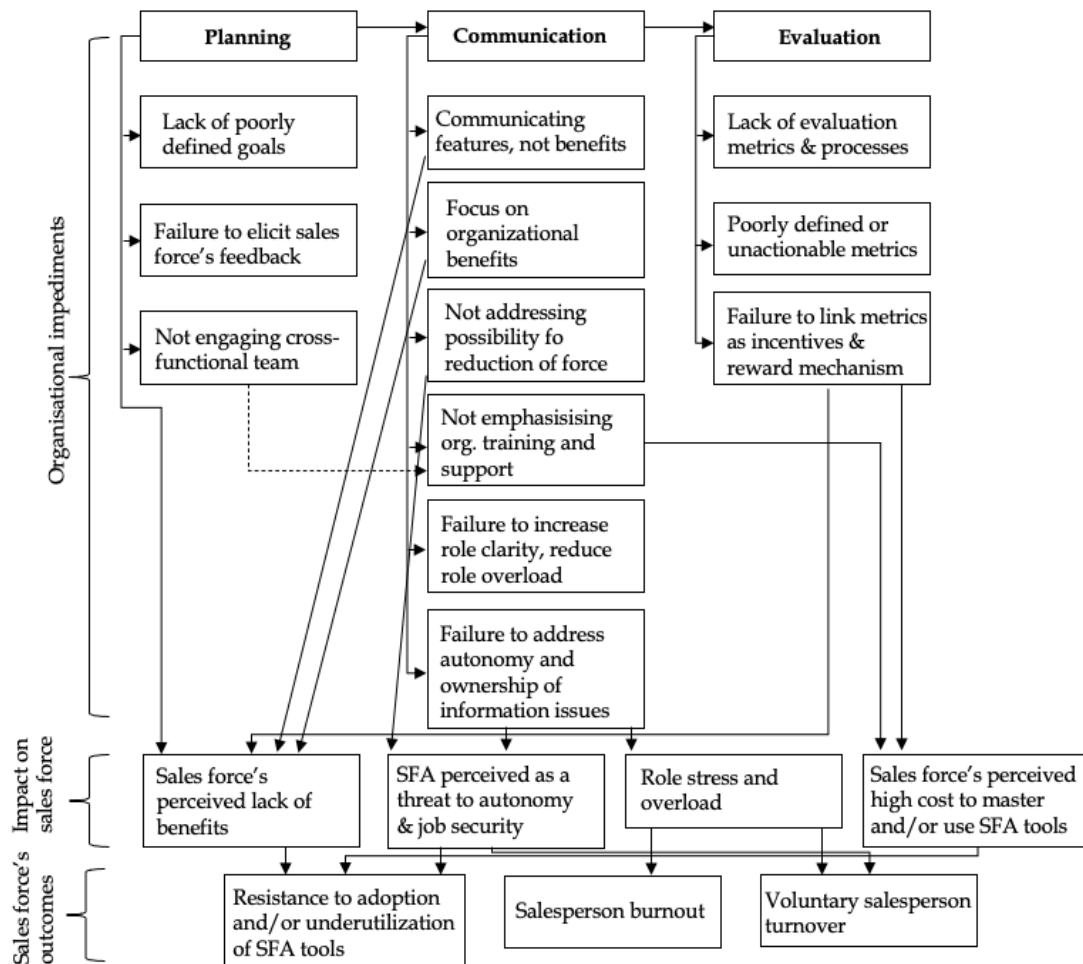 Planning
Communication
Evaluation
Lack of poorly
defined goals
Failure to elicit sales
force's feedback
Not engaging cross-
functional team
Communicating
features, not benefits
Focus on
organizational
benefits
Not addressing
possibility fo
reduction of force
Not emphasisising
org. training and
support
Failure to increase
role clarity, reduce
role overload
Failure to address
autonomy and
ownership of
information issues
Lack of evaluation
metrics & processes
Poorly defined or
unactionable metrics
Failure to link metrics
as incentives &
reward mechanism
Organisational impediments
Impact on
sales force
Sales force's
perceived lack of
benefits
SFA perceived as a
threat to autonomy
& job security
Role stress and
overload
Sales force's perceived
high cost to master
and/or use SFA tools
Sales force's
outcomes
Resistance to adoption
and/or underutilization
of SFA tools
Salesperson burnout
Voluntary salesperson
turnover